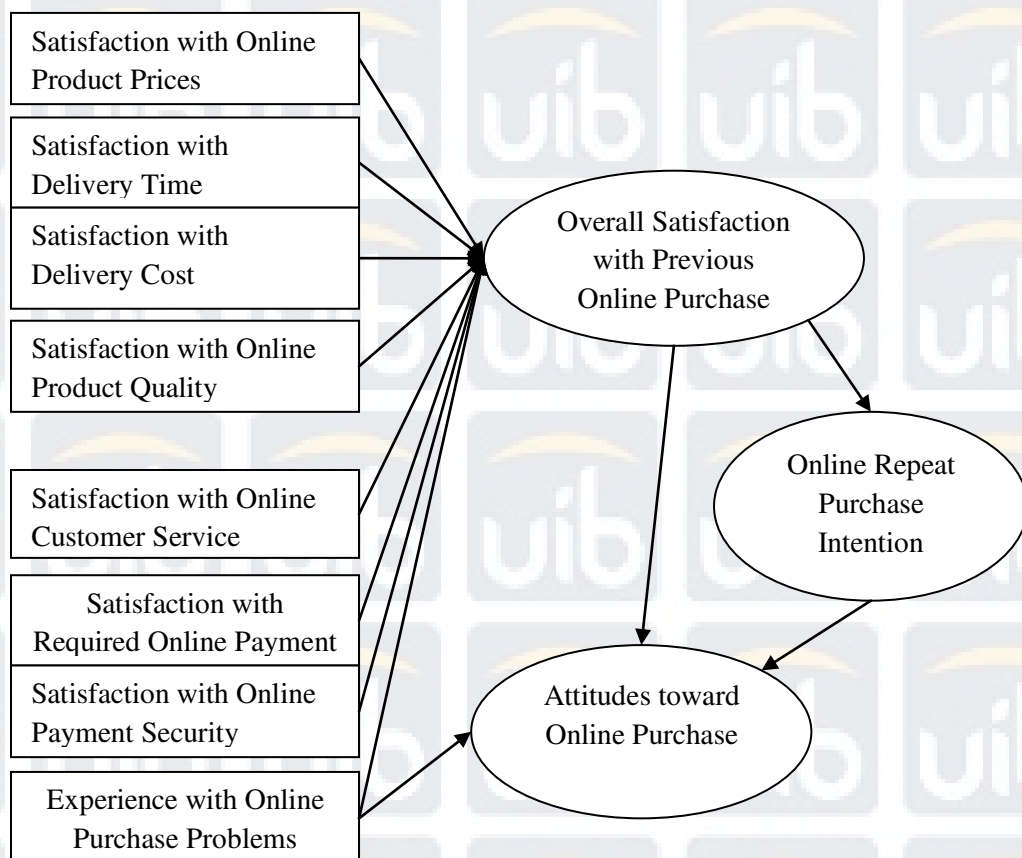 Satisfaction with Online
Product Prices
Satisfaction with
Delivery Time
Satisfaction with
Delivery Cost
Satisfaction with Online
Product Quality
Satisfaction with Online
Customer Service
Satisfaction with
Required Online Payment
Satisfaction with Online
Payment Security
Experience with Online
Purchase Problems
Overall Satisfaction
with Previous
Online Purchase
Online Repeat
Purchase
Intention
Attitudes toward
Online Purchase
uib